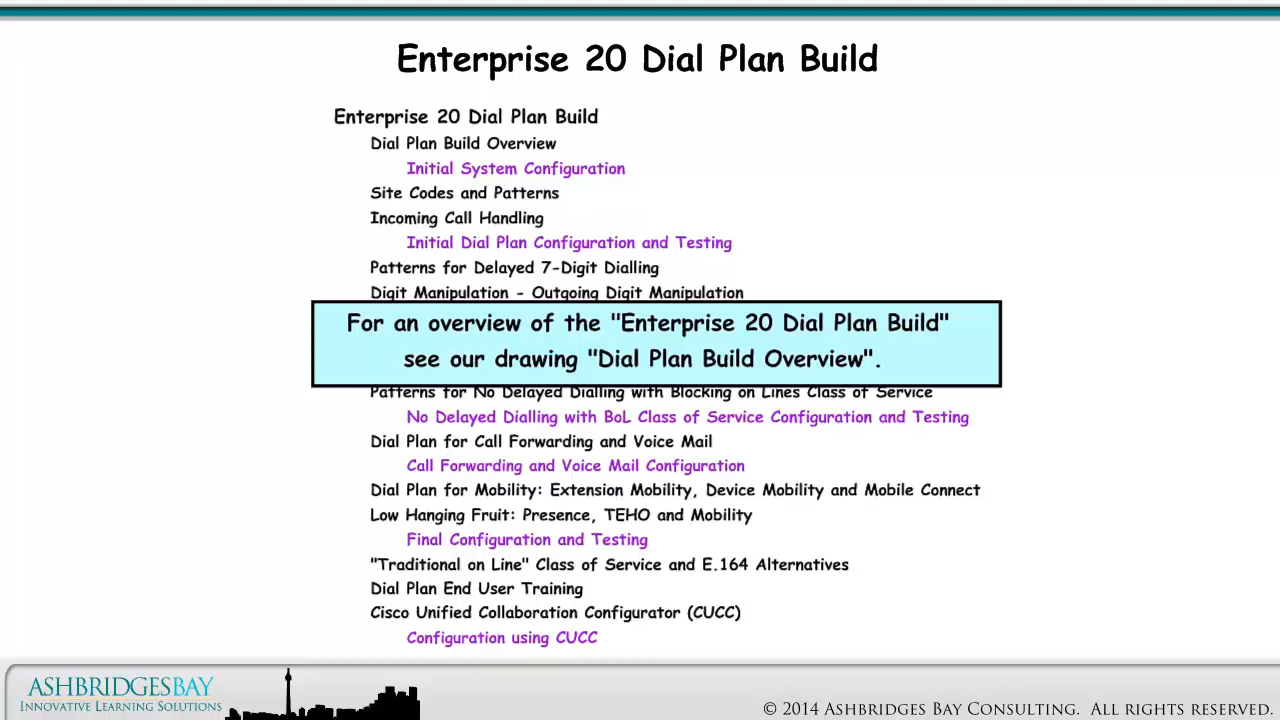 Enterprise 20 Dial Plan Build
Enterprise 20 Dial Plan Build
Dial Plan Build Overview
Initial System Configuration
Site Codes and Patterns
Incoming Call Handling
Initial Dial Plan Configuration and Testing
Patterns for Delayed 7-Digit Dialling
Digit Manipulation - Outgoing Digit Manipulation
For an overview of the "Enterprise 20 Dial Plan Build"
see our drawing "Dial Plan Build Overview".
Patterns for No Delayed Dialling with Blocking on Lines Class of Service
No Delayed Dialling with BoL Class of Service Configuration and Testing
Dial Plan for Call Forwarding and Voice Mail
Call Forwarding and Voice Mail Configuration
Dial Plan for Mobility: Extension Mobility, Device Mobility and Mobile Connect
Low Hanging Fruit: Presence, TEHO and Mobility
Final Configuration and Testing
"Traditional on Line" Class of Service and E.164 Alternatives
Dial Plan End User Training
Cisco Unified Collaboration Configurator (CUCC)
Configuration using CUCC
ASHBRIDGESBAY
INNOVATIVE LEARNING SOLUTIONS
© 2014 ASHBRIDGES BAY CONSULTING. ALL RIGHTS RESERVED.